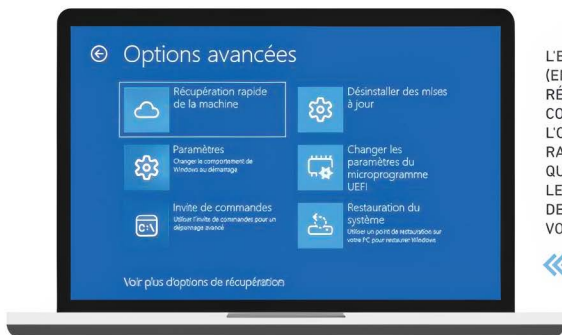 Options avancées
Récupération rapide
de la machine
Désinstaller des mises
à jour
Paramètres
Changer le comportement de
Windows au démarrage
Changer les
paramètres du
microprogramme
UEFI
Invite de commandes
Utiliser l'invite de commandes pour un
dépannage avancé
C:\
Restauration du
système
Utiliser un point de restauration sur
votre PC pour restaurer Windows
Voir plus d'options de récupération
L'E
(E
RÉ
CO
L'O
RA
QU
LE
DE
VO